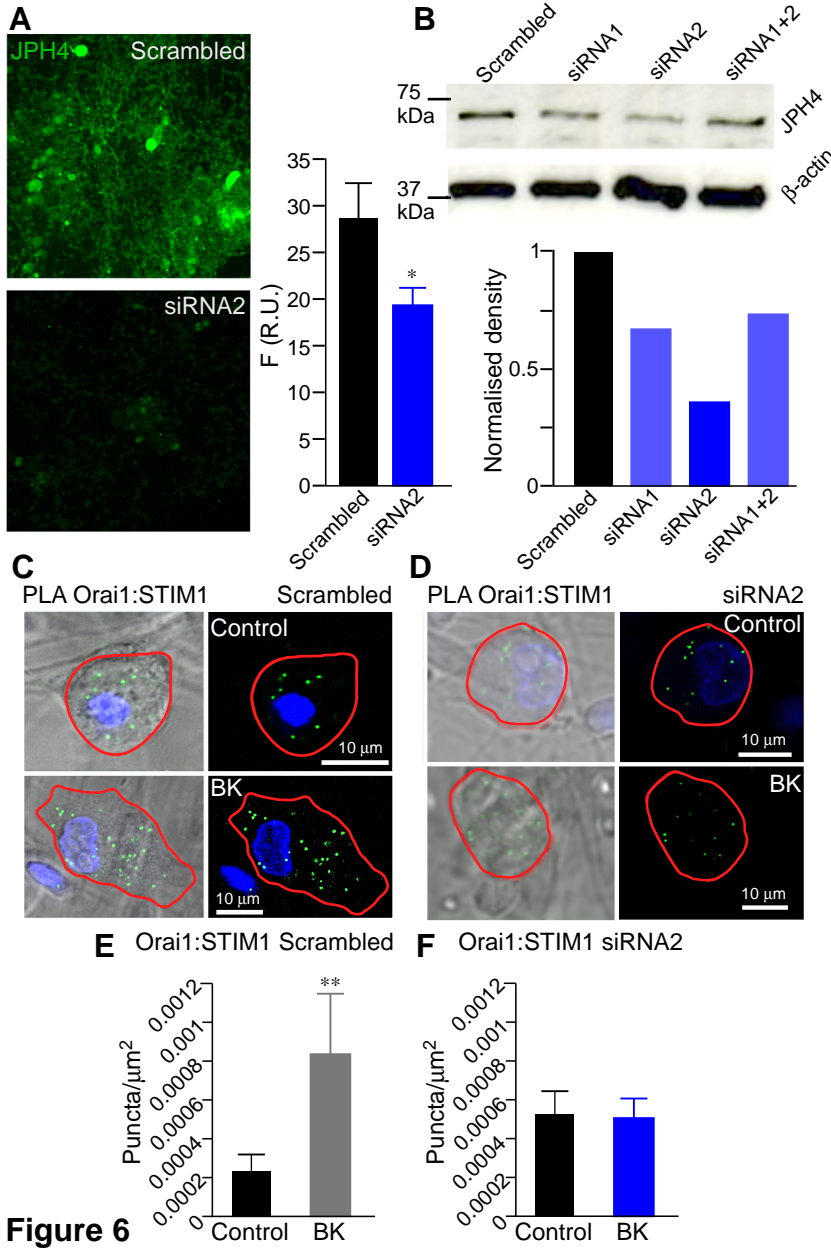 A
JPH4 Scrambled
siRNA2
35
30
25
20
15
10
5
0
F (R.U.)
*
Scrambled
siRNA2
B
Scrambled
siRNA1
siRNA2
siRNA1+2
75
kDa
JPH4
37
kDa
β-actin
1
0.5
0
Normalised density
Scrambled
siRNA1
siRNA2
siRNA1+2
C
PLA Orai1:STIM1 Scrambled
Control
10 μm
BK
10 μm
D
PLA Orai1:STIM1 siRNA2
Control
10 μm
BK
10 μm
E Orai1:STIM1 Scrambled
0.0012
0.001
0.0008
0.0006
0.0004
0.0002
0
Puncta/μm²
**
Control BK
F Orai1:STIM1 siRNA2
0.0012
0.001
0.0008
0.0006
0.0004
0.0002
0
Puncta/μm²
Control BK
Figure 6